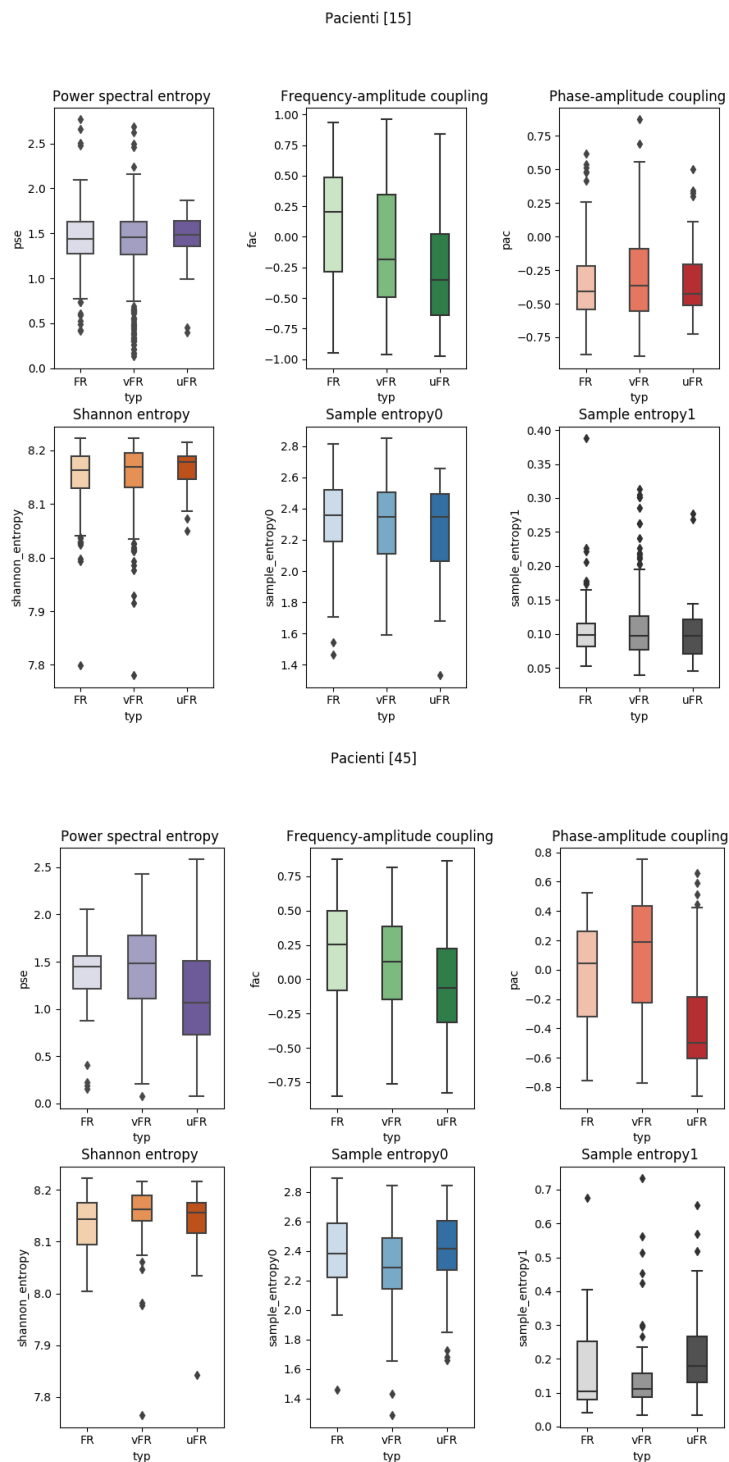 Pacienti [15]
Power spectral entropy
Frequency-amplitude coupling
Phase-amplitude coupling
pse
2.5
2.0
1.5
1.0
0.5
0.0
FR vFR uFR
typ
fac
1.00
0.75
0.50
0.25
0.00
−0.25
−0.50
−0.75
−1.00
FR vFR uFR
typ
pac
0.75
0.50
0.25
0.00
−0.25
−0.50
−0.75
FR vFR uFR
typ
Shannon entropy
Sample entropy0
Sample entropy1
shannon_entropy
8.2
8.1
8.0
7.9
7.8
FR vFR uFR
typ
sample_entropy0
2.8
2.6
2.4
2.2
2.0
1.8
1.6
1.4
FR vFR uFR
typ
sample_entropy1
0.40
0.35
0.30
0.25
0.20
0.15
0.10
0.05
FR vFR uFR
typ
Pacienti [45]
Power spectral entropy
Frequency-amplitude coupling
Phase-amplitude coupling
pse
2.5
2.0
1.5
1.0
0.5
0.0
FR vFR uFR
typ
fac
0.75
0.50
0.25
0.00
−0.25
−0.50
−0.75
FR vFR uFR
typ
pac
0.8
0.6
0.4
0.2
0.0
−0.2
−0.4
−0.6
−0.8
FR vFR uFR
typ
Shannon entropy
Sample entropy0
Sample entropy1
shannon_entropy
8.2
8.1
8.0
7.9
7.8
FR vFR uFR
typ
sample_entropy0
2.8
2.6
2.4
2.2
2.0
1.8
1.6
1.4
FR vFR uFR
typ
sample_entropy1
0.7
0.6
0.5
0.4
0.3
0.2
0.1
0.0
FR vFR uFR
typ